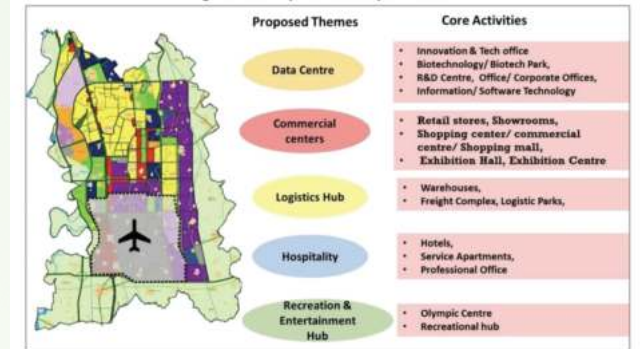 Proposed Themes
Core Activities
Data Centre
• Innovation & Tech office
• Biotechnology/ Biotech Park,
• R&D Centre, Office/ Corporate Offices,
• Information/ Software Technology
Commercial
centers
• Retail stores, Showrooms,
• Shopping center/ commercial
centre/ Shopping mall,
• Exhibition Hall, Exhibition Centre
Logistics Hub
• Warehouses,
• Freight Complex, Logistic Parks,
Hospitality
• Hotels,
• Service Apartments,
• Professional Office
Recreation &
Entertainment
Hub
• Olympic Centre
• Recreational hub